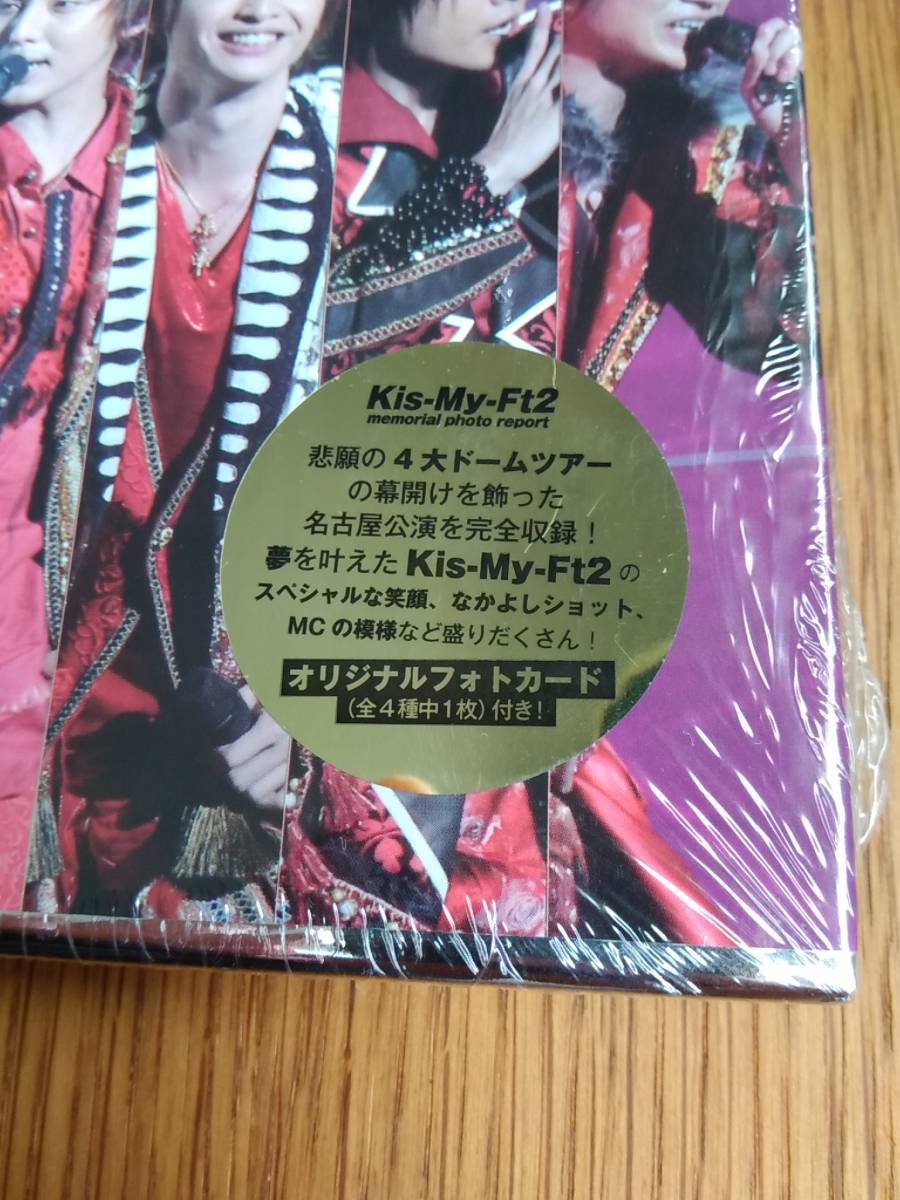 Kis-My-Ft2
memorial photo report
悲願の4大ドームツアー
の幕開けを飾った
名古屋公演を完全収録!
夢を叶えたKis-My-Ft2の
スペシャルな笑顔、なかよしショット、
MCの模様など盛りだくさん!
オリジナルフォトカード
(全4種中1枚)付き!